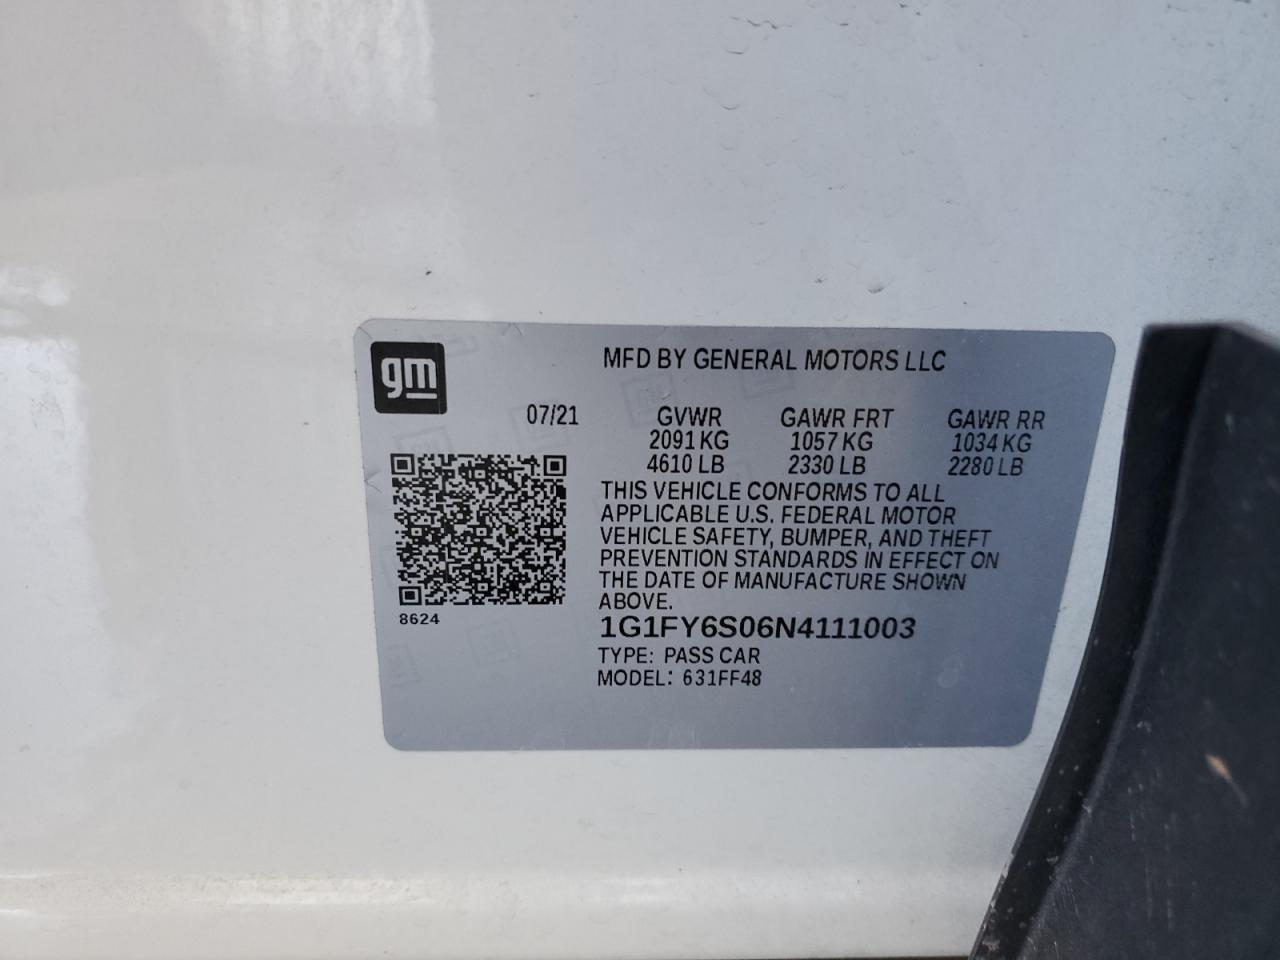 gm
MFD BY GENERAL MOTORS LLC
07/21 GVWR GAWR FRT GAWR RR
2091 KG 1057 KG 1034 KG
4610 LB 2330 LB 2280 LB
THIS VEHICLE CONFORMS TO ALL
APPLICABLE U.S. FEDERAL MOTOR
VEHICLE SAFETY, BUMPER, AND THEFT
PREVENTION STANDARDS IN EFFECT ON
THE DATE OF MANUFACTURE SHOWN
ABOVE.
8624
1G1FY6S06N4111003
TYPE: PASS CAR
MODEL: 631FF48